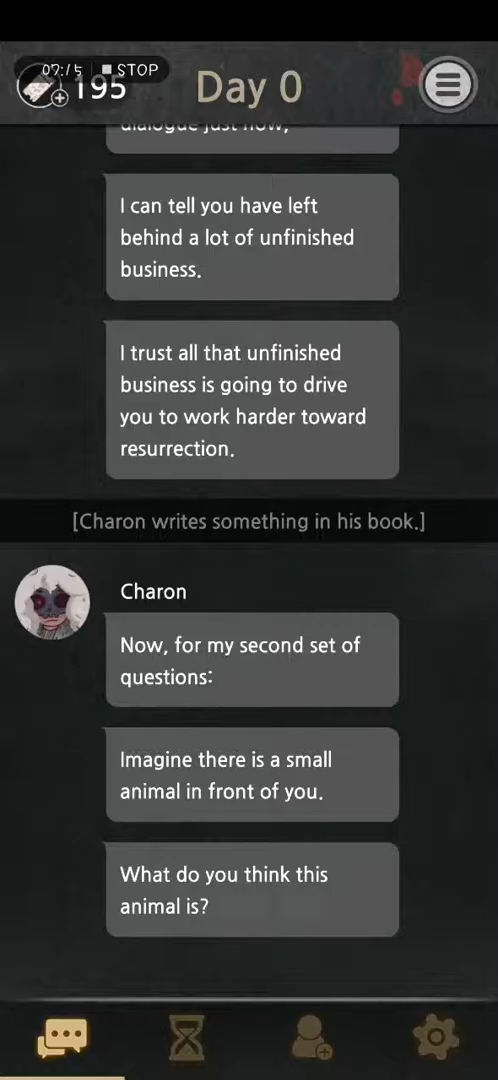 STOP
195
Day 0
dialogue just now,
I can tell you have left
behind a lot of unfinished
business.
I trust all that unfinished
business is going to drive
you to work harder toward
resurrection.
[Charon writes something in his book.]
Charon
Now, for my second set of
questions:
Imagine there is a small
animal in front of you.
What do you think this
animal is?